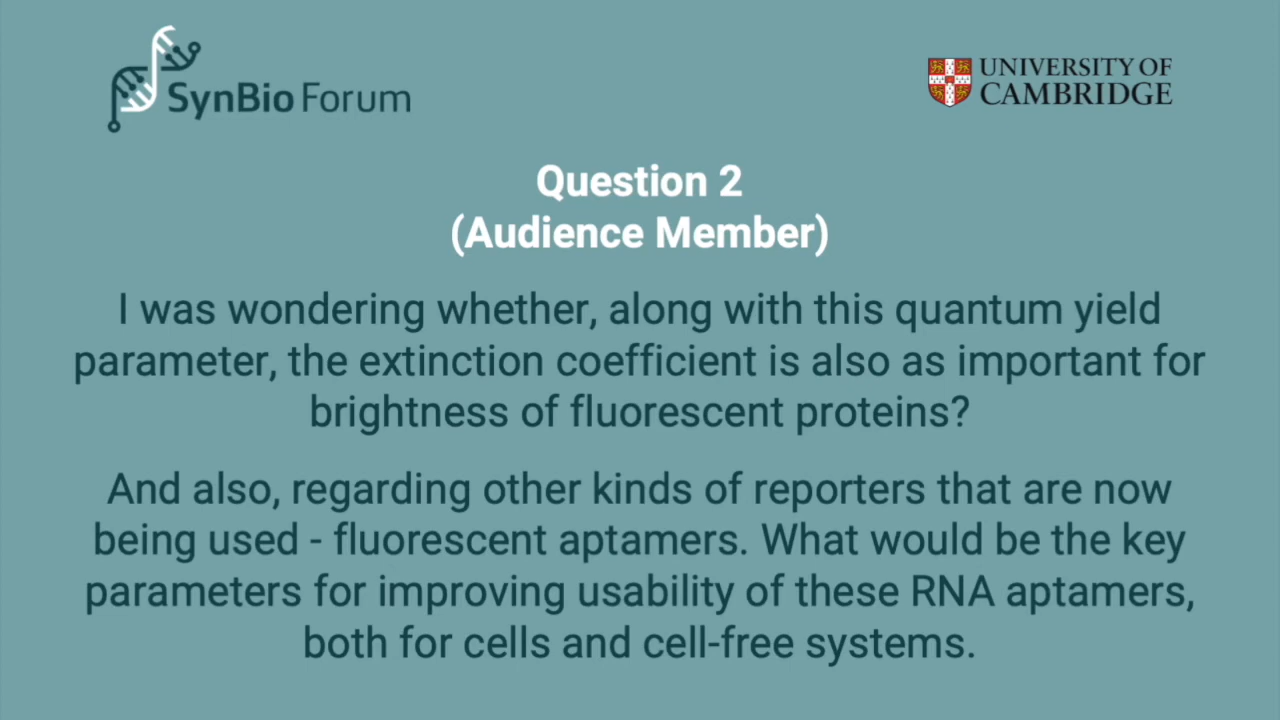 SynBio Forum
UNIVERSITY OF
CAMBRIDGE
Question 2
(Audience Member)
I was wondering whether, along with this quantum yield
parameter, the extinction coefficient is also as important for
brightness of fluorescent proteins?
And also, regarding other kinds of reporters that are now
being used - fluorescent aptamers. What would be the key
parameters for improving usability of these RNA aptamers,
both for cells and cell-free systems.